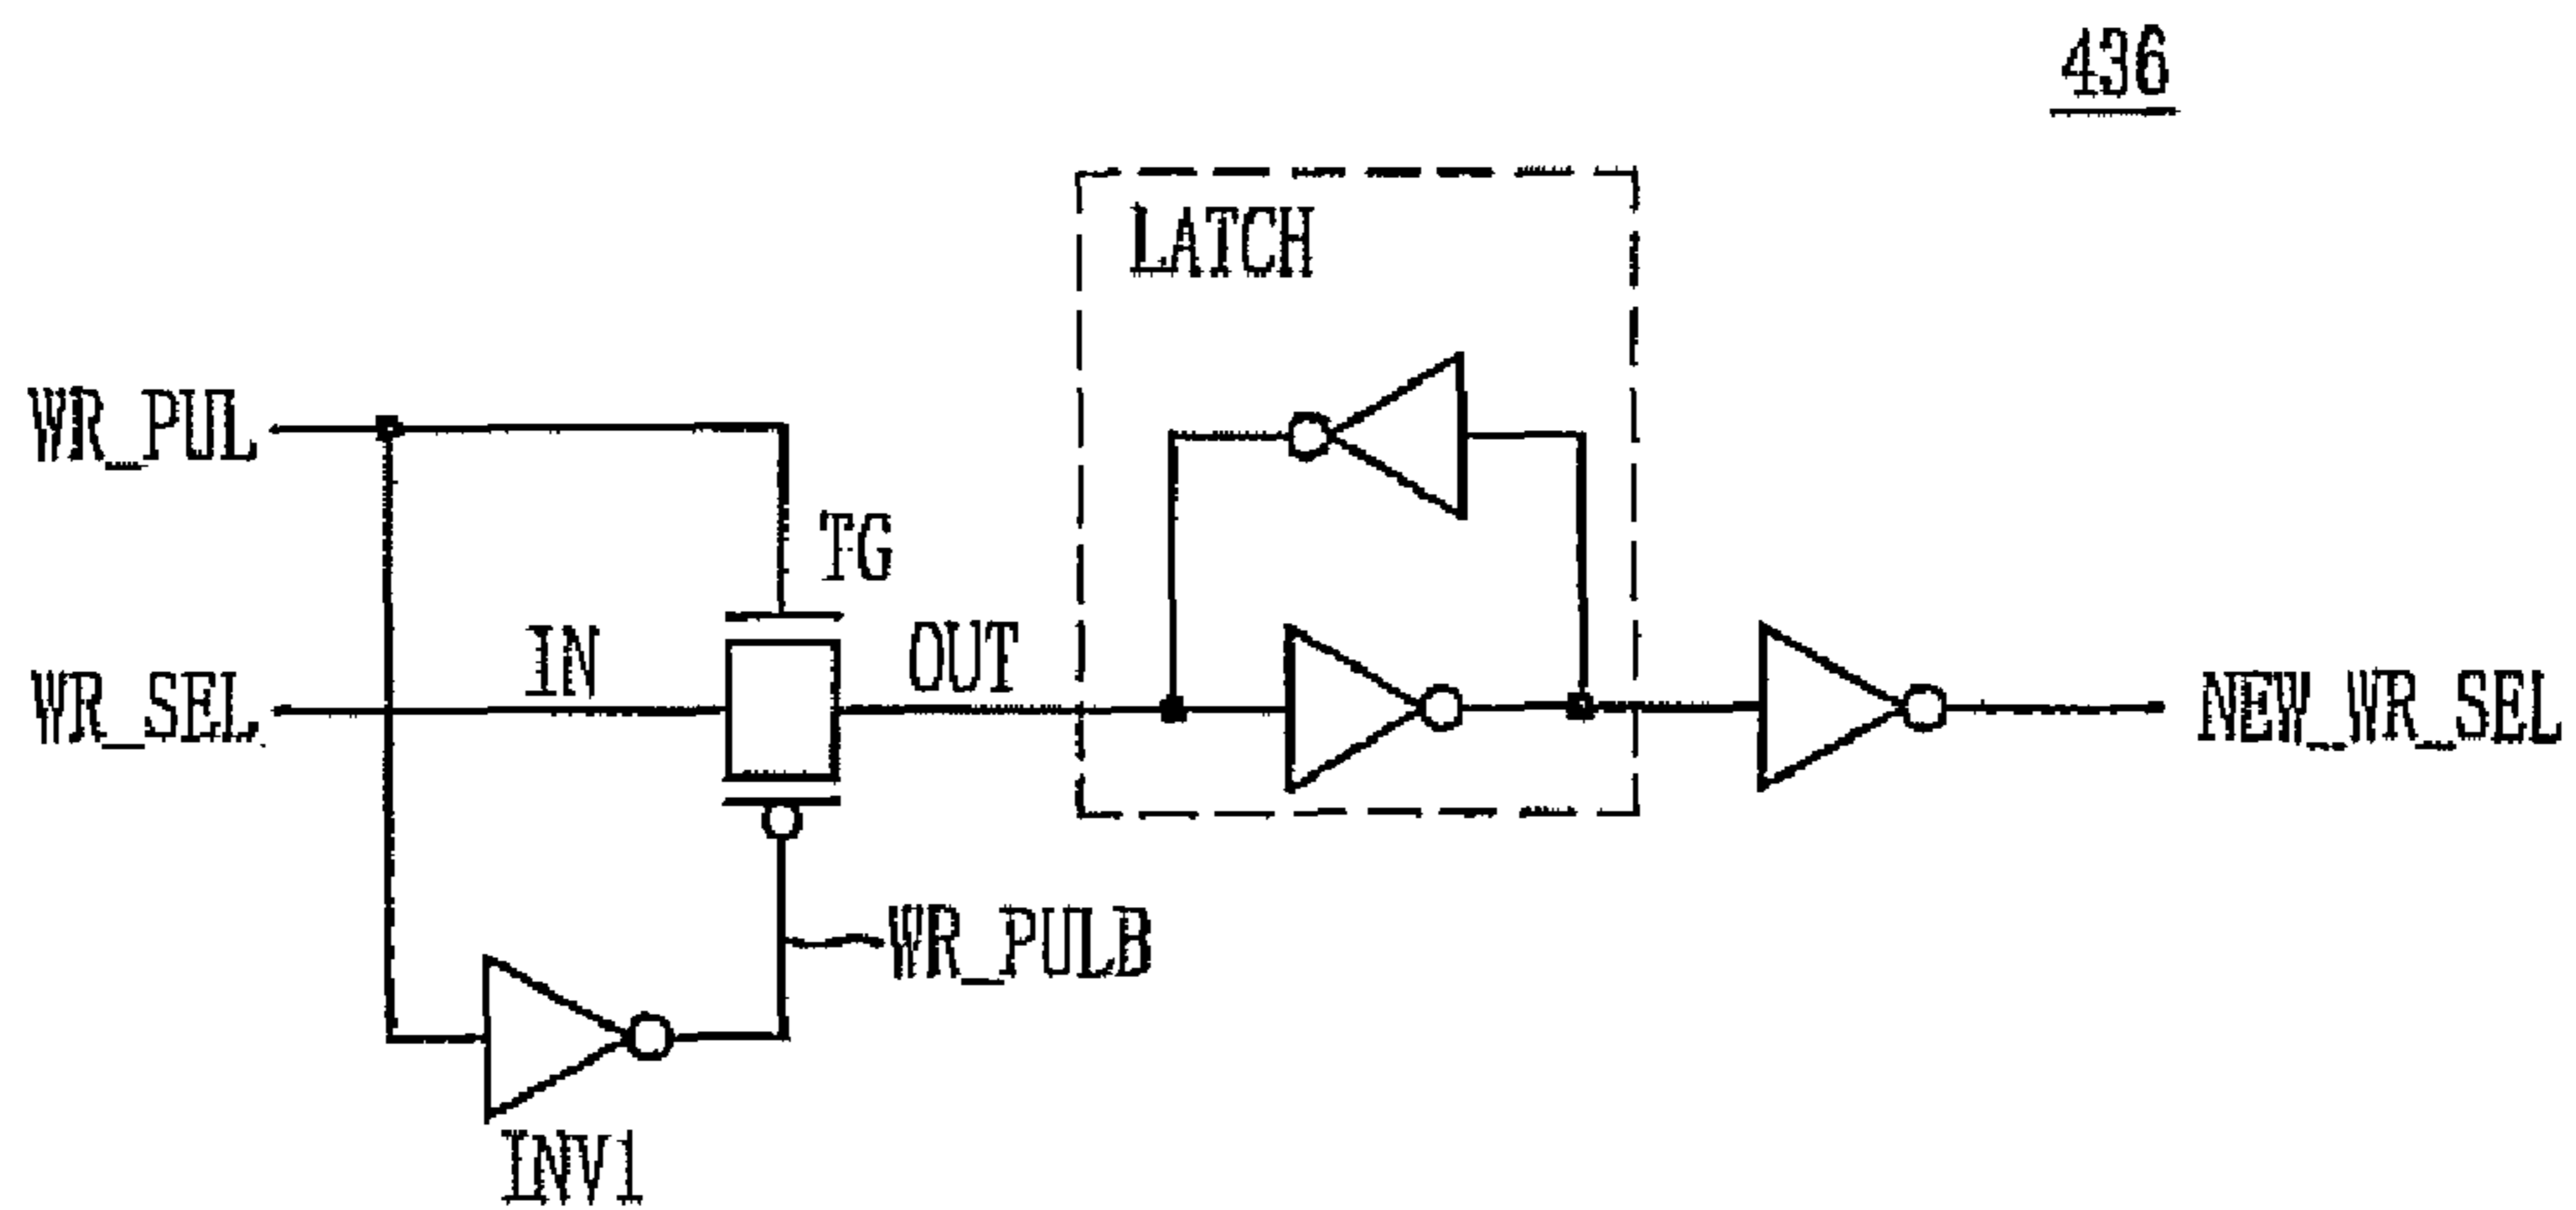 436
LATCH
WR_PUL
TG
IN
OUT
WR_SEL
NEW_WR_SEL
WR_PULB
INV1